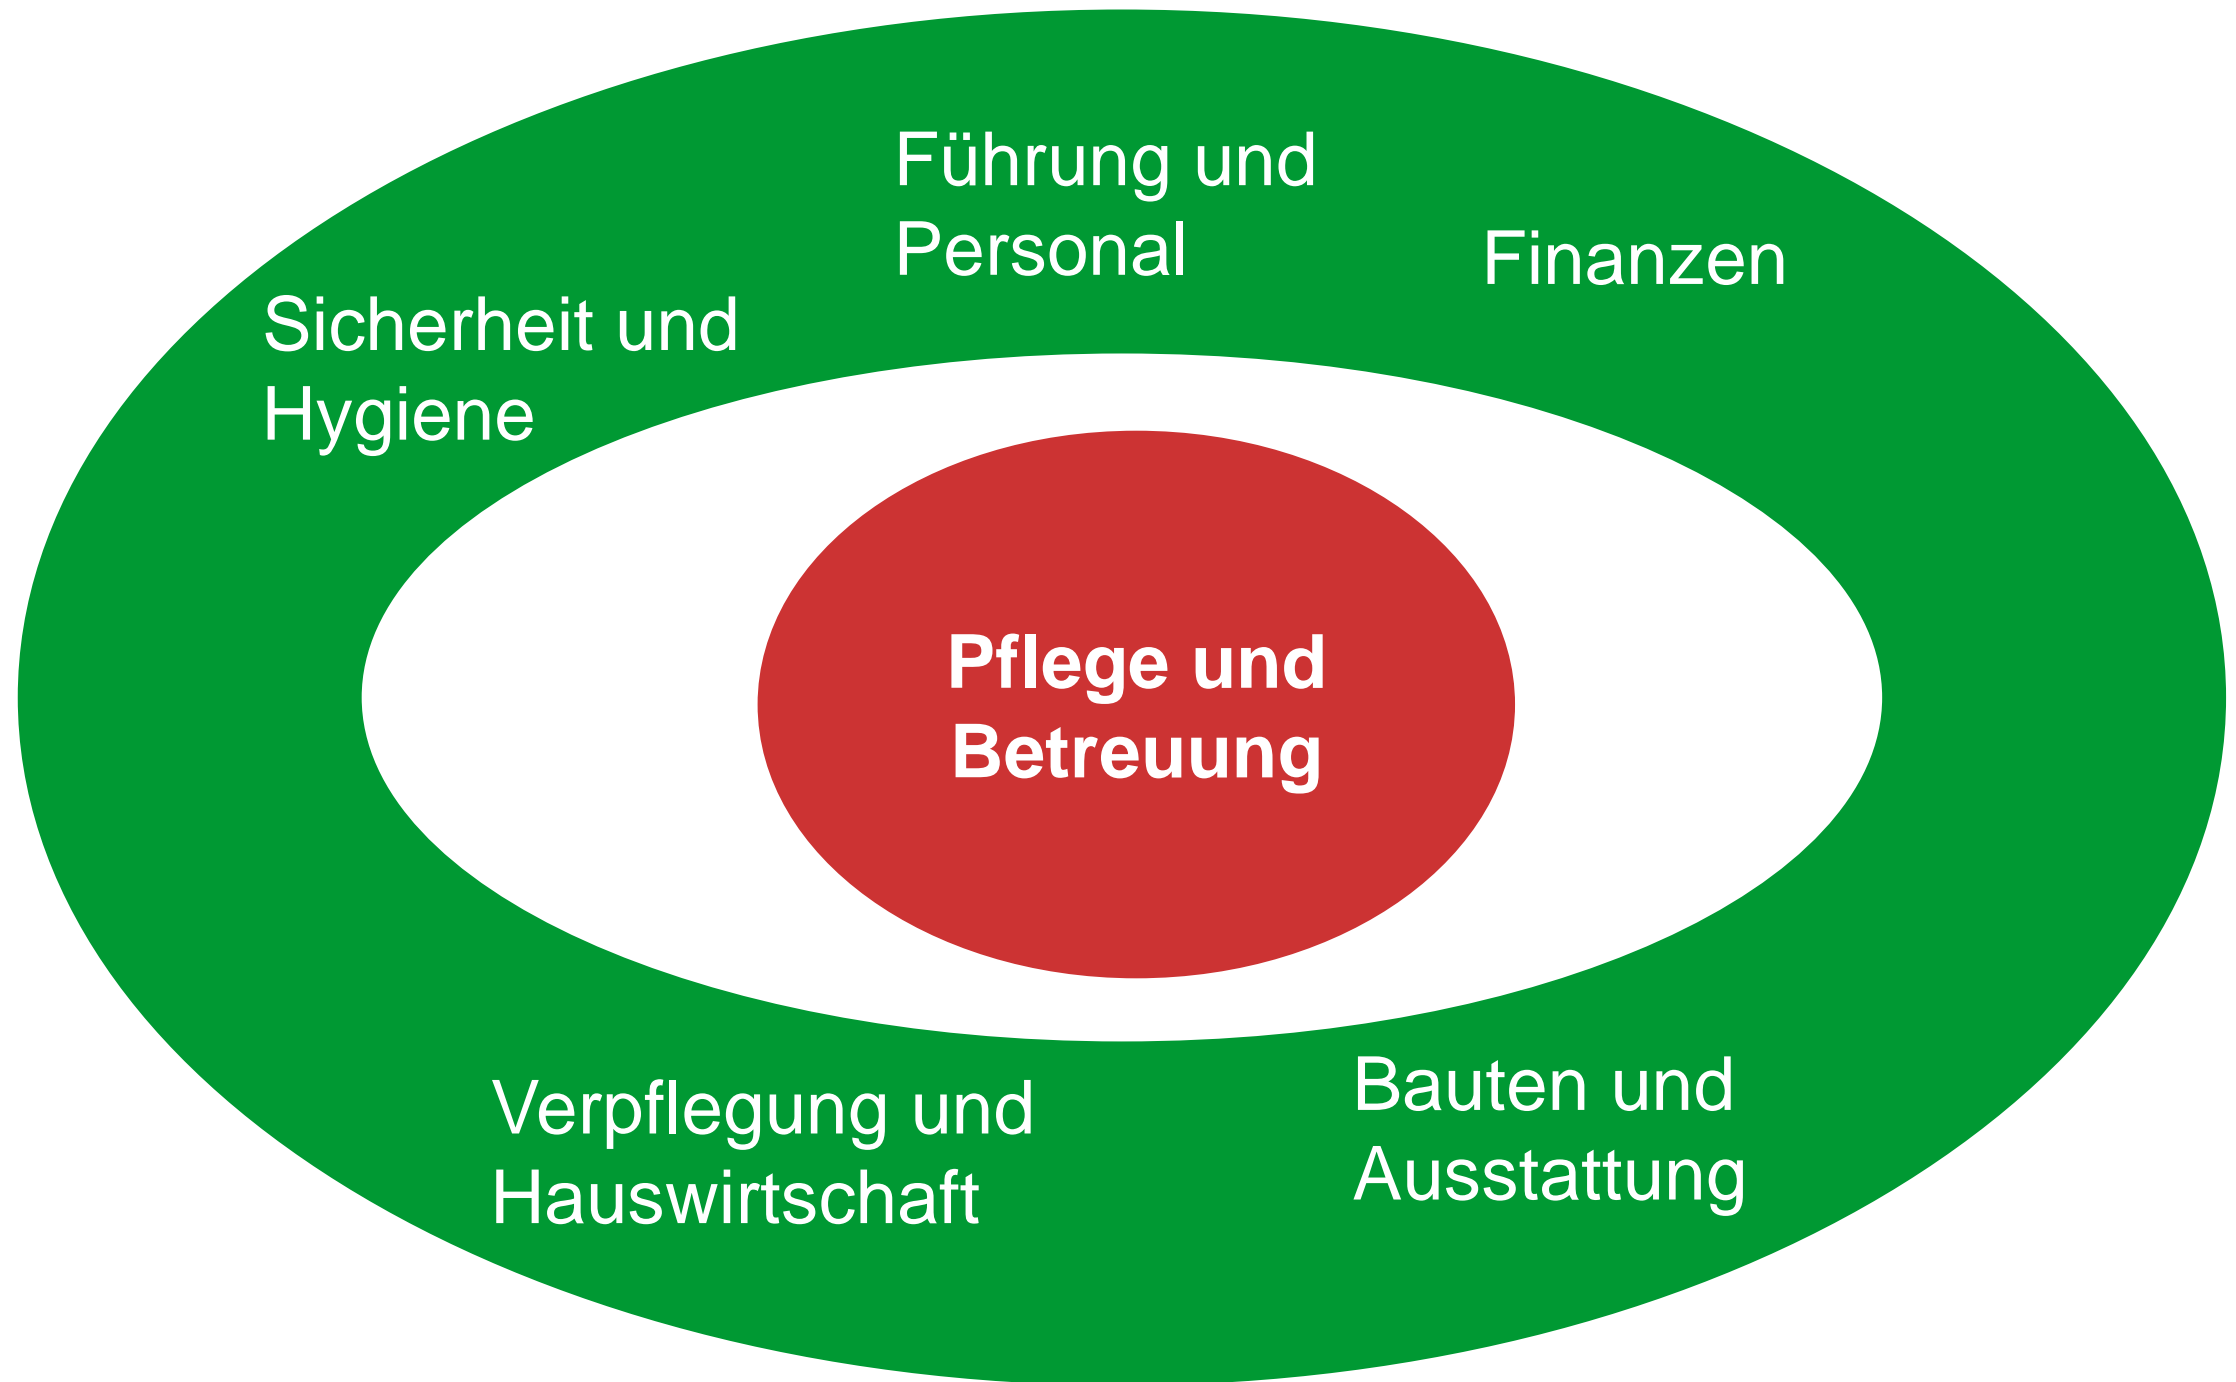 Führung und
Personal
Finanzen
Sicherheit und
Hygiene
Pflege und
Betreuung
Verpflegung und
Hauswirtschaft
Bauten und
Ausstattung